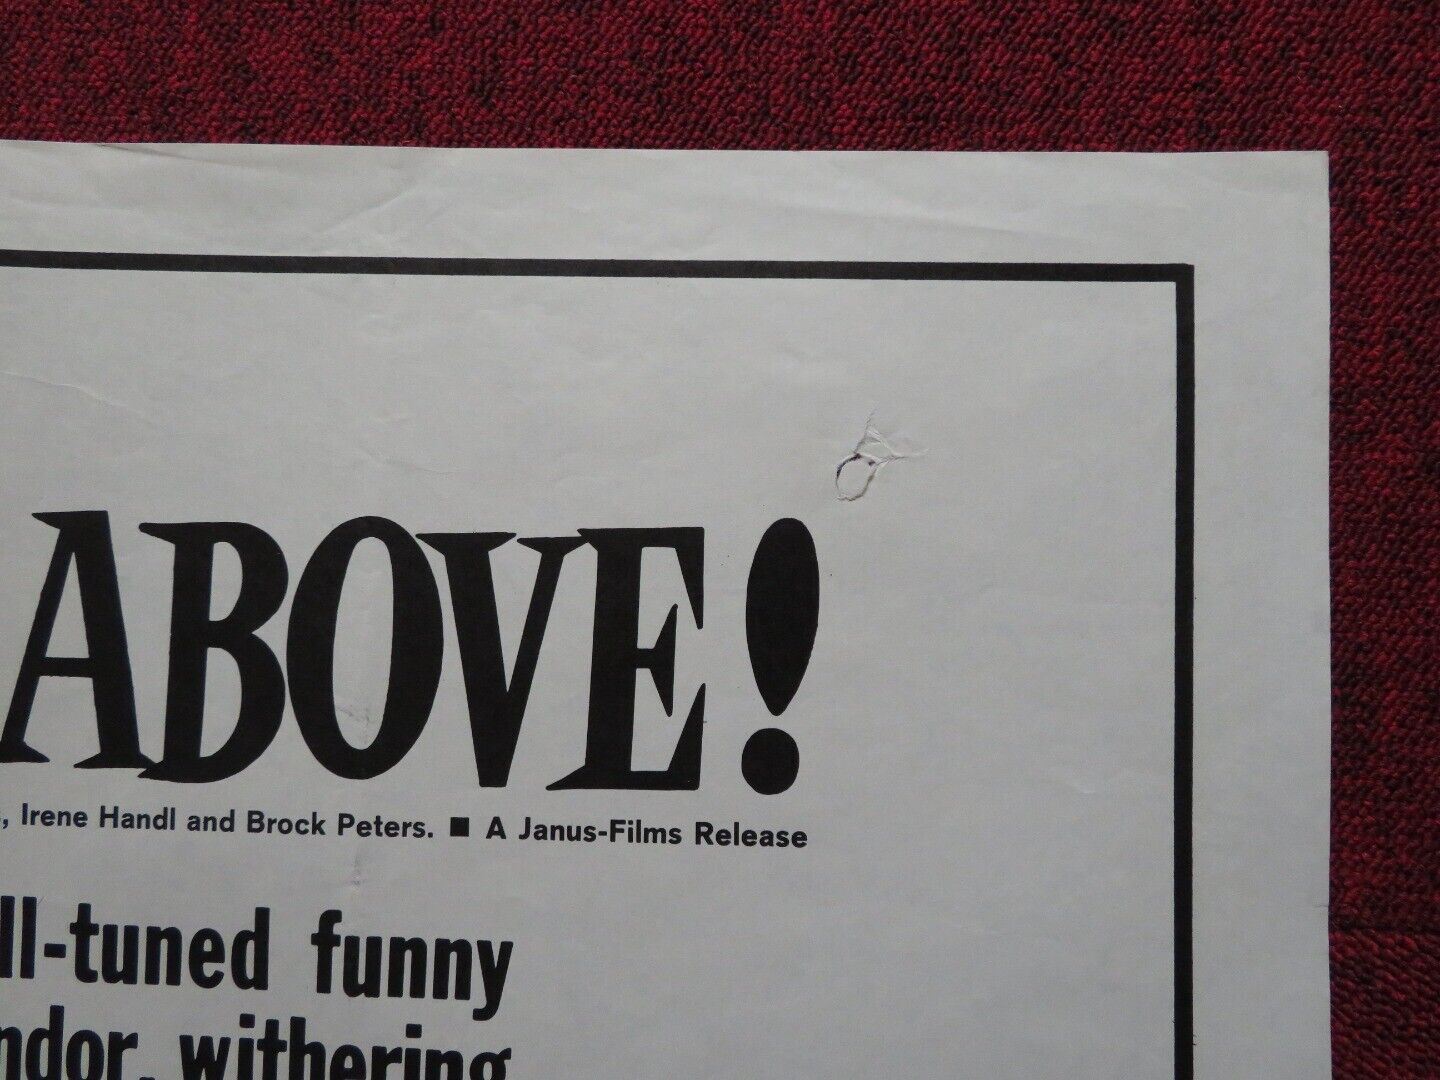 ABOVE!
, Irene Handl and Brock Peters. ■ A Janus-Films Release
ll-tuned funny
ndor, withering